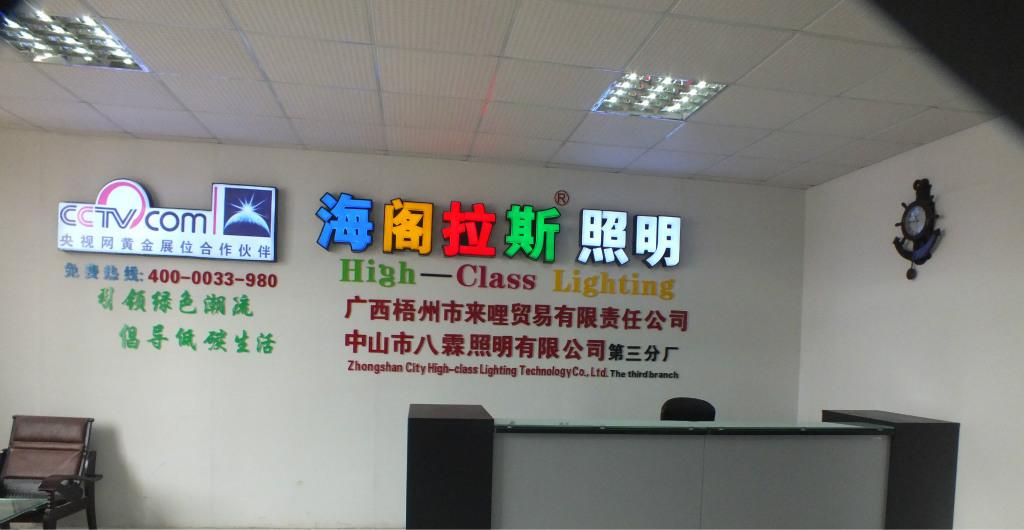 CCTV.com
央视网黄金展位合作伙伴
免费热线:400-0033-980
引领绿色潮流
倡导低碳生活
海阁拉斯®照明
High—Class Lighting
广西梧州市来哩贸易有限责任公司
中山市八霖照明有限公司第三分厂
Zhongshan City High-class Lighting Technology Co., Ltd. The third branch